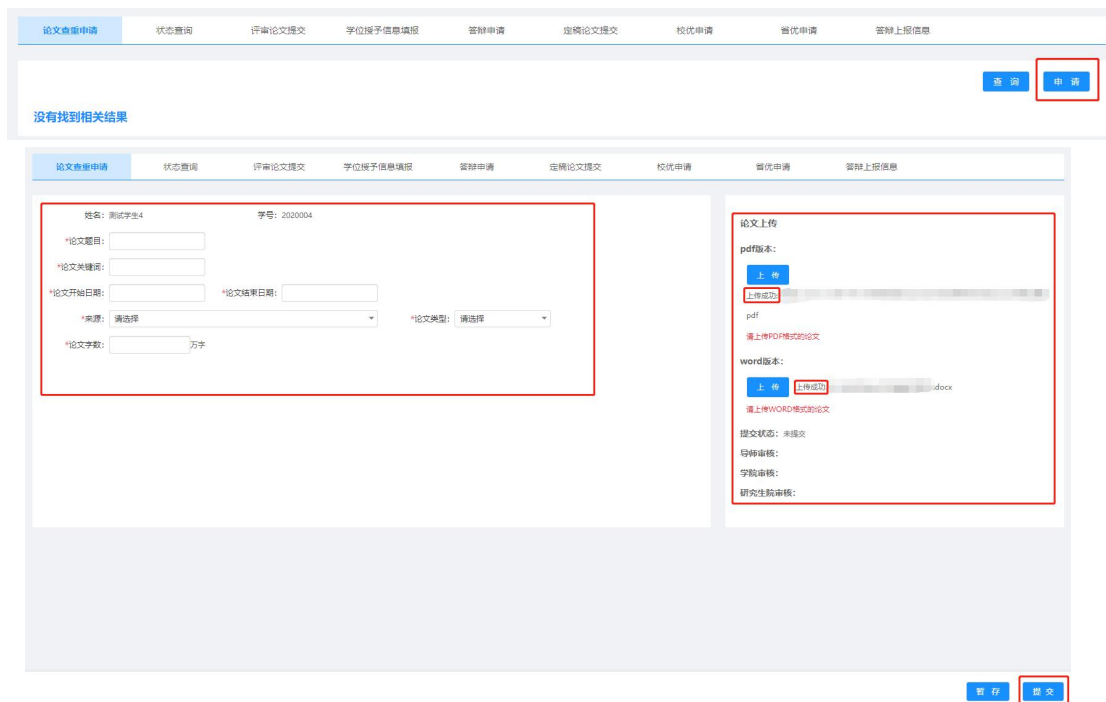 论文查重申请 状态查询 评审论文提交 学位授予信息填报 答辩申请 定稿论文提交 校优申请 省优申请 答辩上报信息
查 询 申 请
没有找到相关结果
论文查重申请 状态查询 评审论文提交 学位授予信息填报 答辩申请 定稿论文提交 校优申请 省优申请 答辩上报信息
姓名: 测试学生4 学号: 2020004
*论文题目:
*论文关键词:
*论文开始日期: *论文结束日期:
*来源: 请选择 *论文类型: 请选择
*论文字数: 万字
论文上传
pdf版本:
上 传
上传成功:
pdf
请上传PDF格式的论文
word版本:
上 传 上传成功 .docx
请上传WORD格式的论文
提交状态: 未提交
导师审核:
学院审核:
研究生院审核:
暂 存 提 交